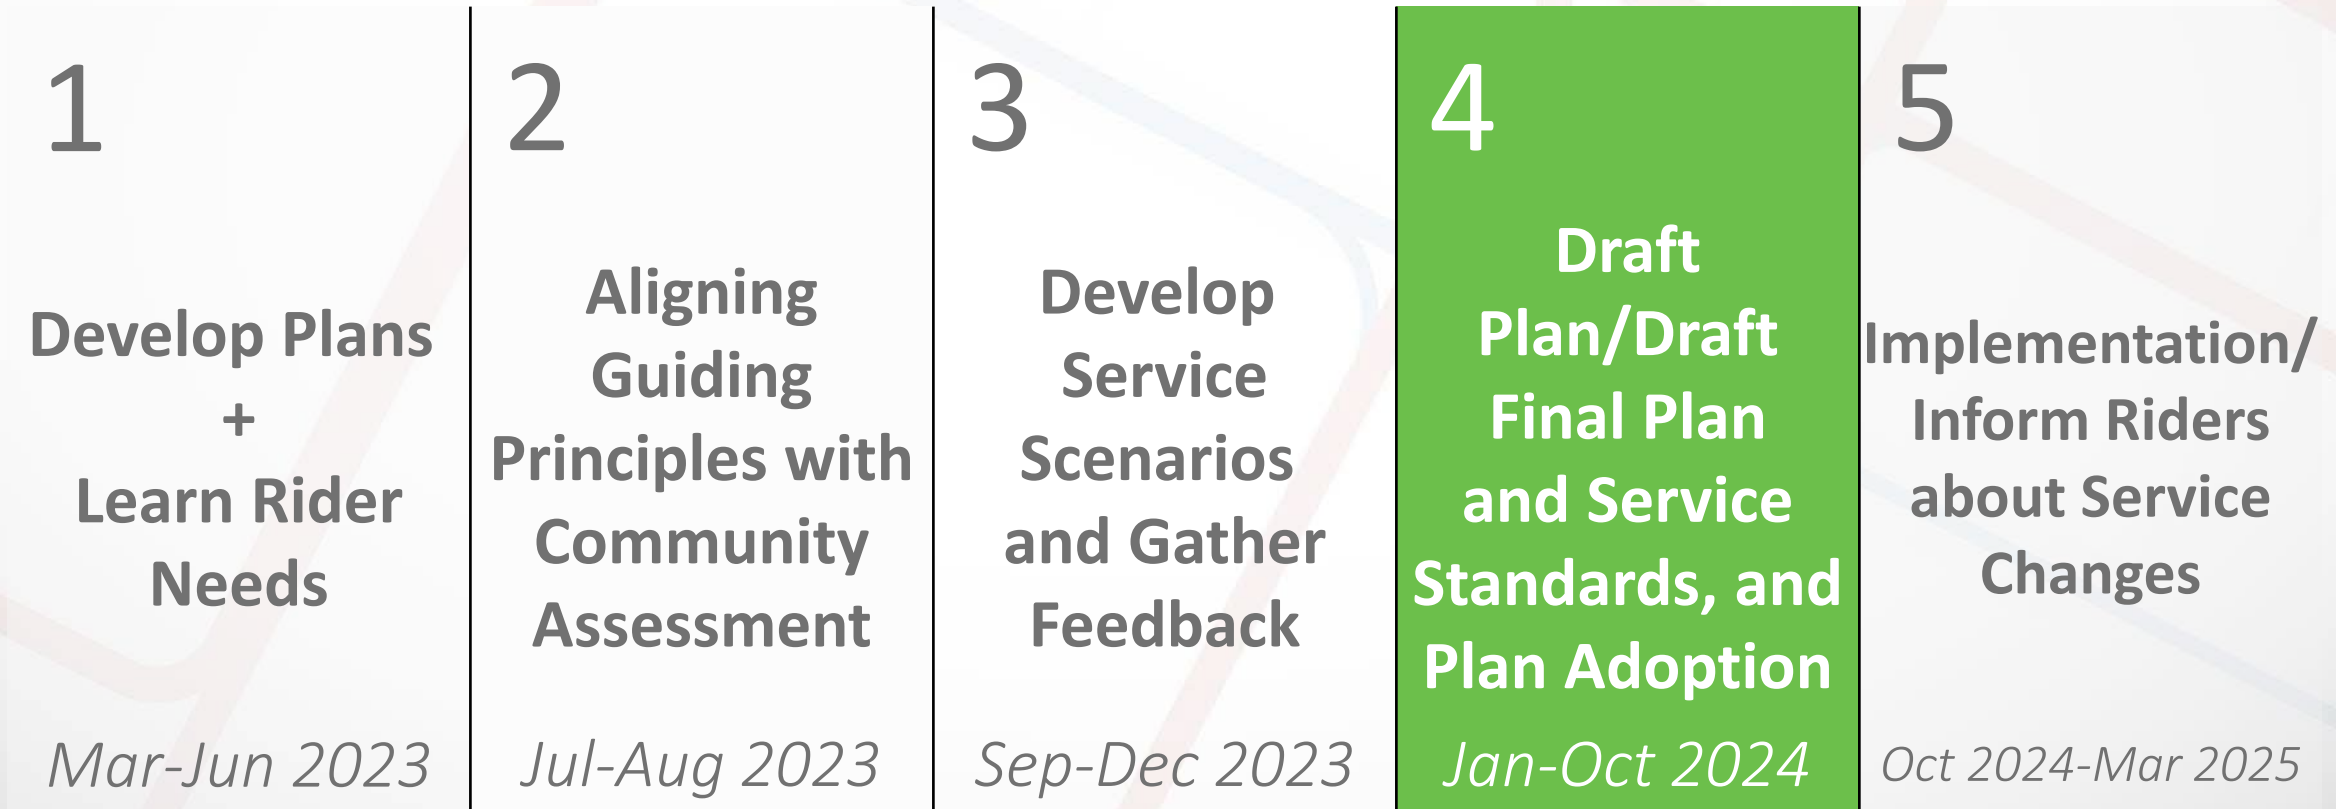 1
Develop Plans
+
Learn Rider
Needs
Mar-Jun 2023
2
Aligning
Guiding
Principles with
Community
Assessment
Jul-Aug 2023
3
Develop
Service
Scenarios
and Gather
Feedback
Sep-Dec 2023
4
Draft
Plan/Draft
Final Plan
and Service
Standards, and
Plan Adoption
Jan-Oct 2024
5
Implementation/
Inform Riders
about Service
Changes
Oct 2024-Mar 2025